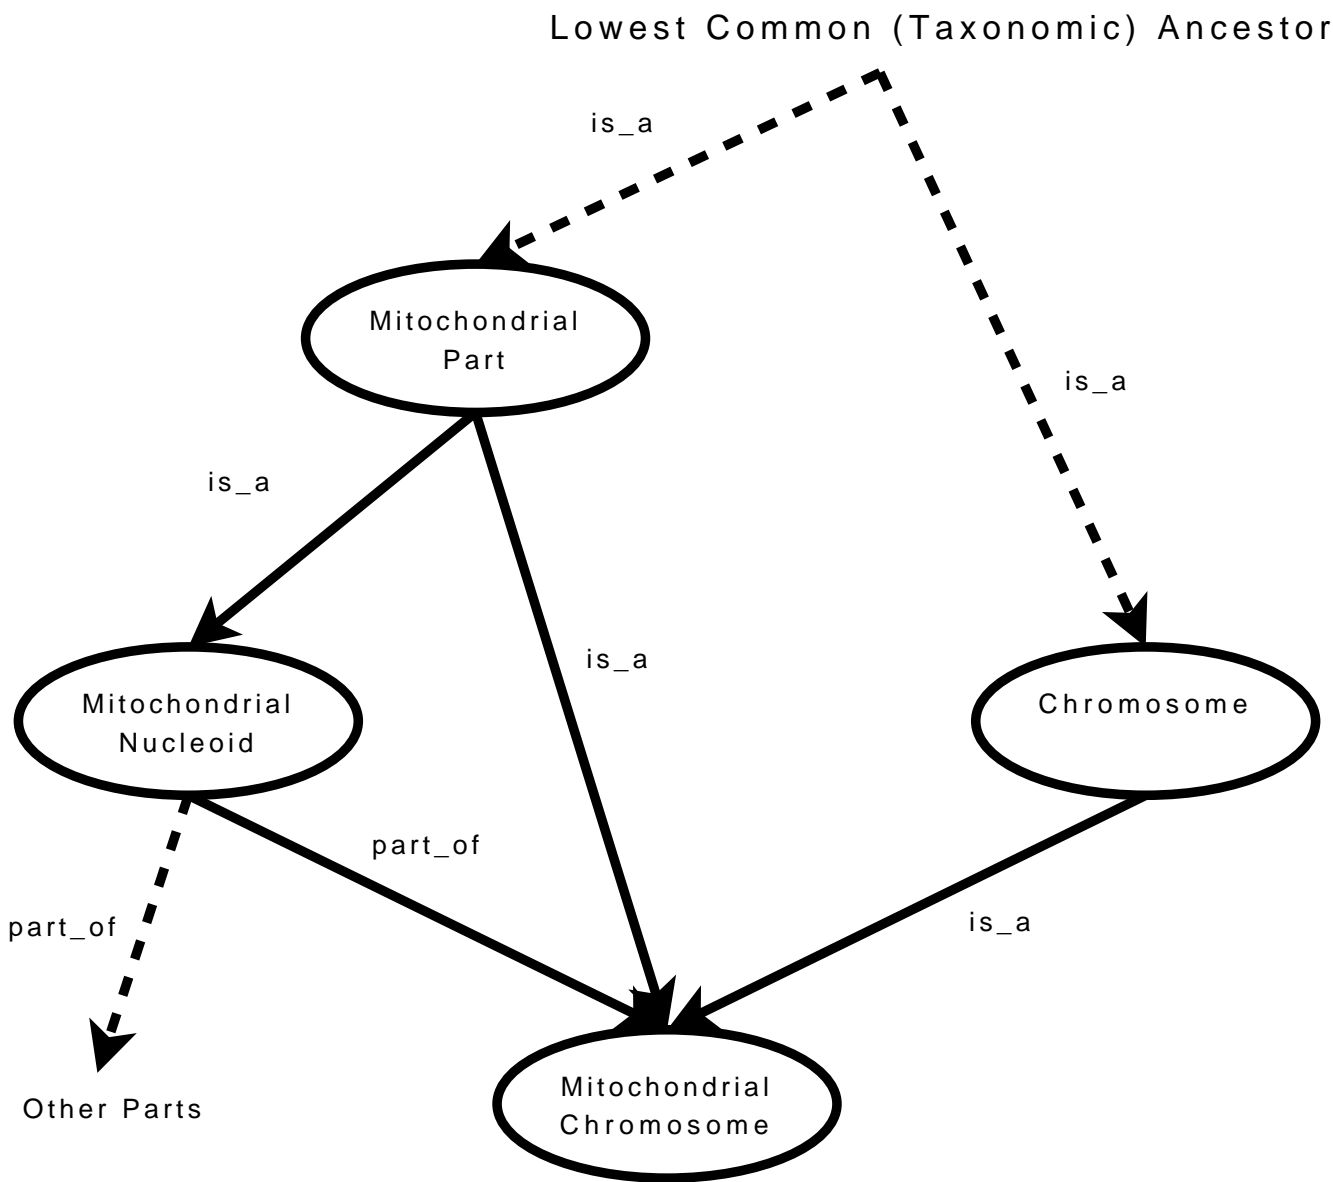 Lowest Common (Taxonomic) Ancestor
is_a
Mitochondrial
Part
is_a
is_a
is_a
Mitochondrial
Nucleoid
Chromosome
part_of
part_of
is_a
Mitochondrial
Chromosome
Other Parts